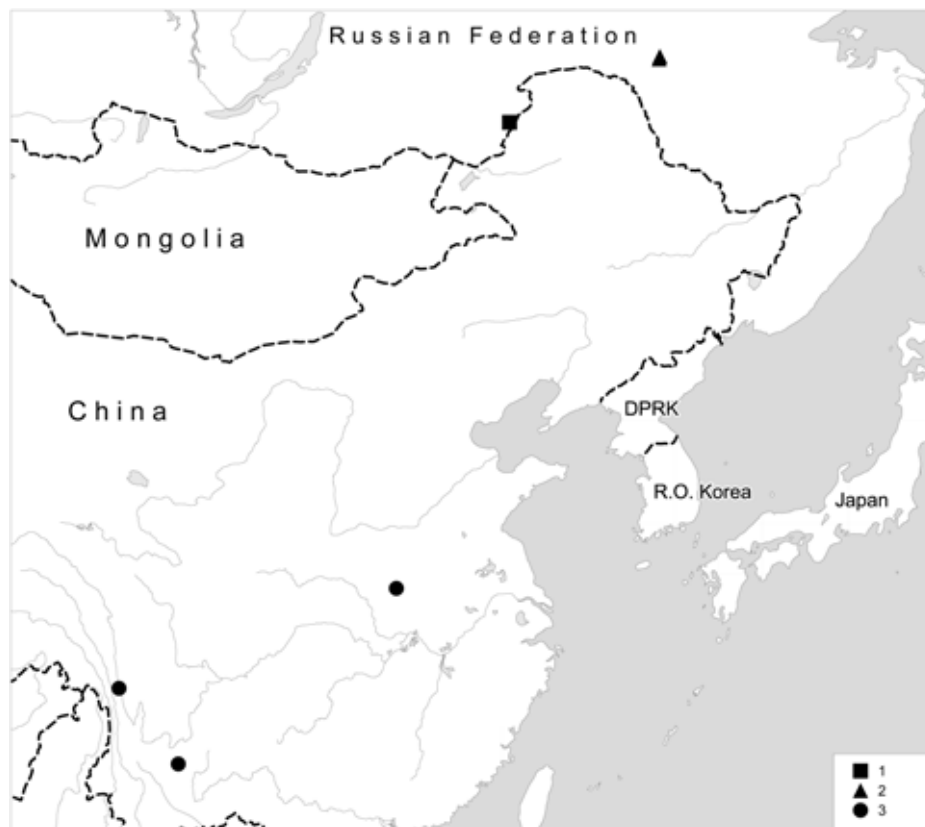 Russian Federation
Mongolia
China
DPRK
R.O. Korea
Japan
1
2
3